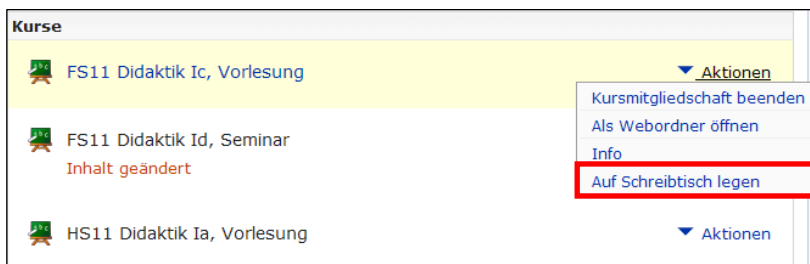 Kurse
FS11 Didaktik Ic, Vorlesung
Aktionen
Kursmitgliedschaft beenden
Als Webordner öffnen
Info
Auf Schreibtisch legen
FS11 Didaktik Id, Seminar
Inhalt geändert
HS11 Didaktik Ia, Vorlesung
Aktionen